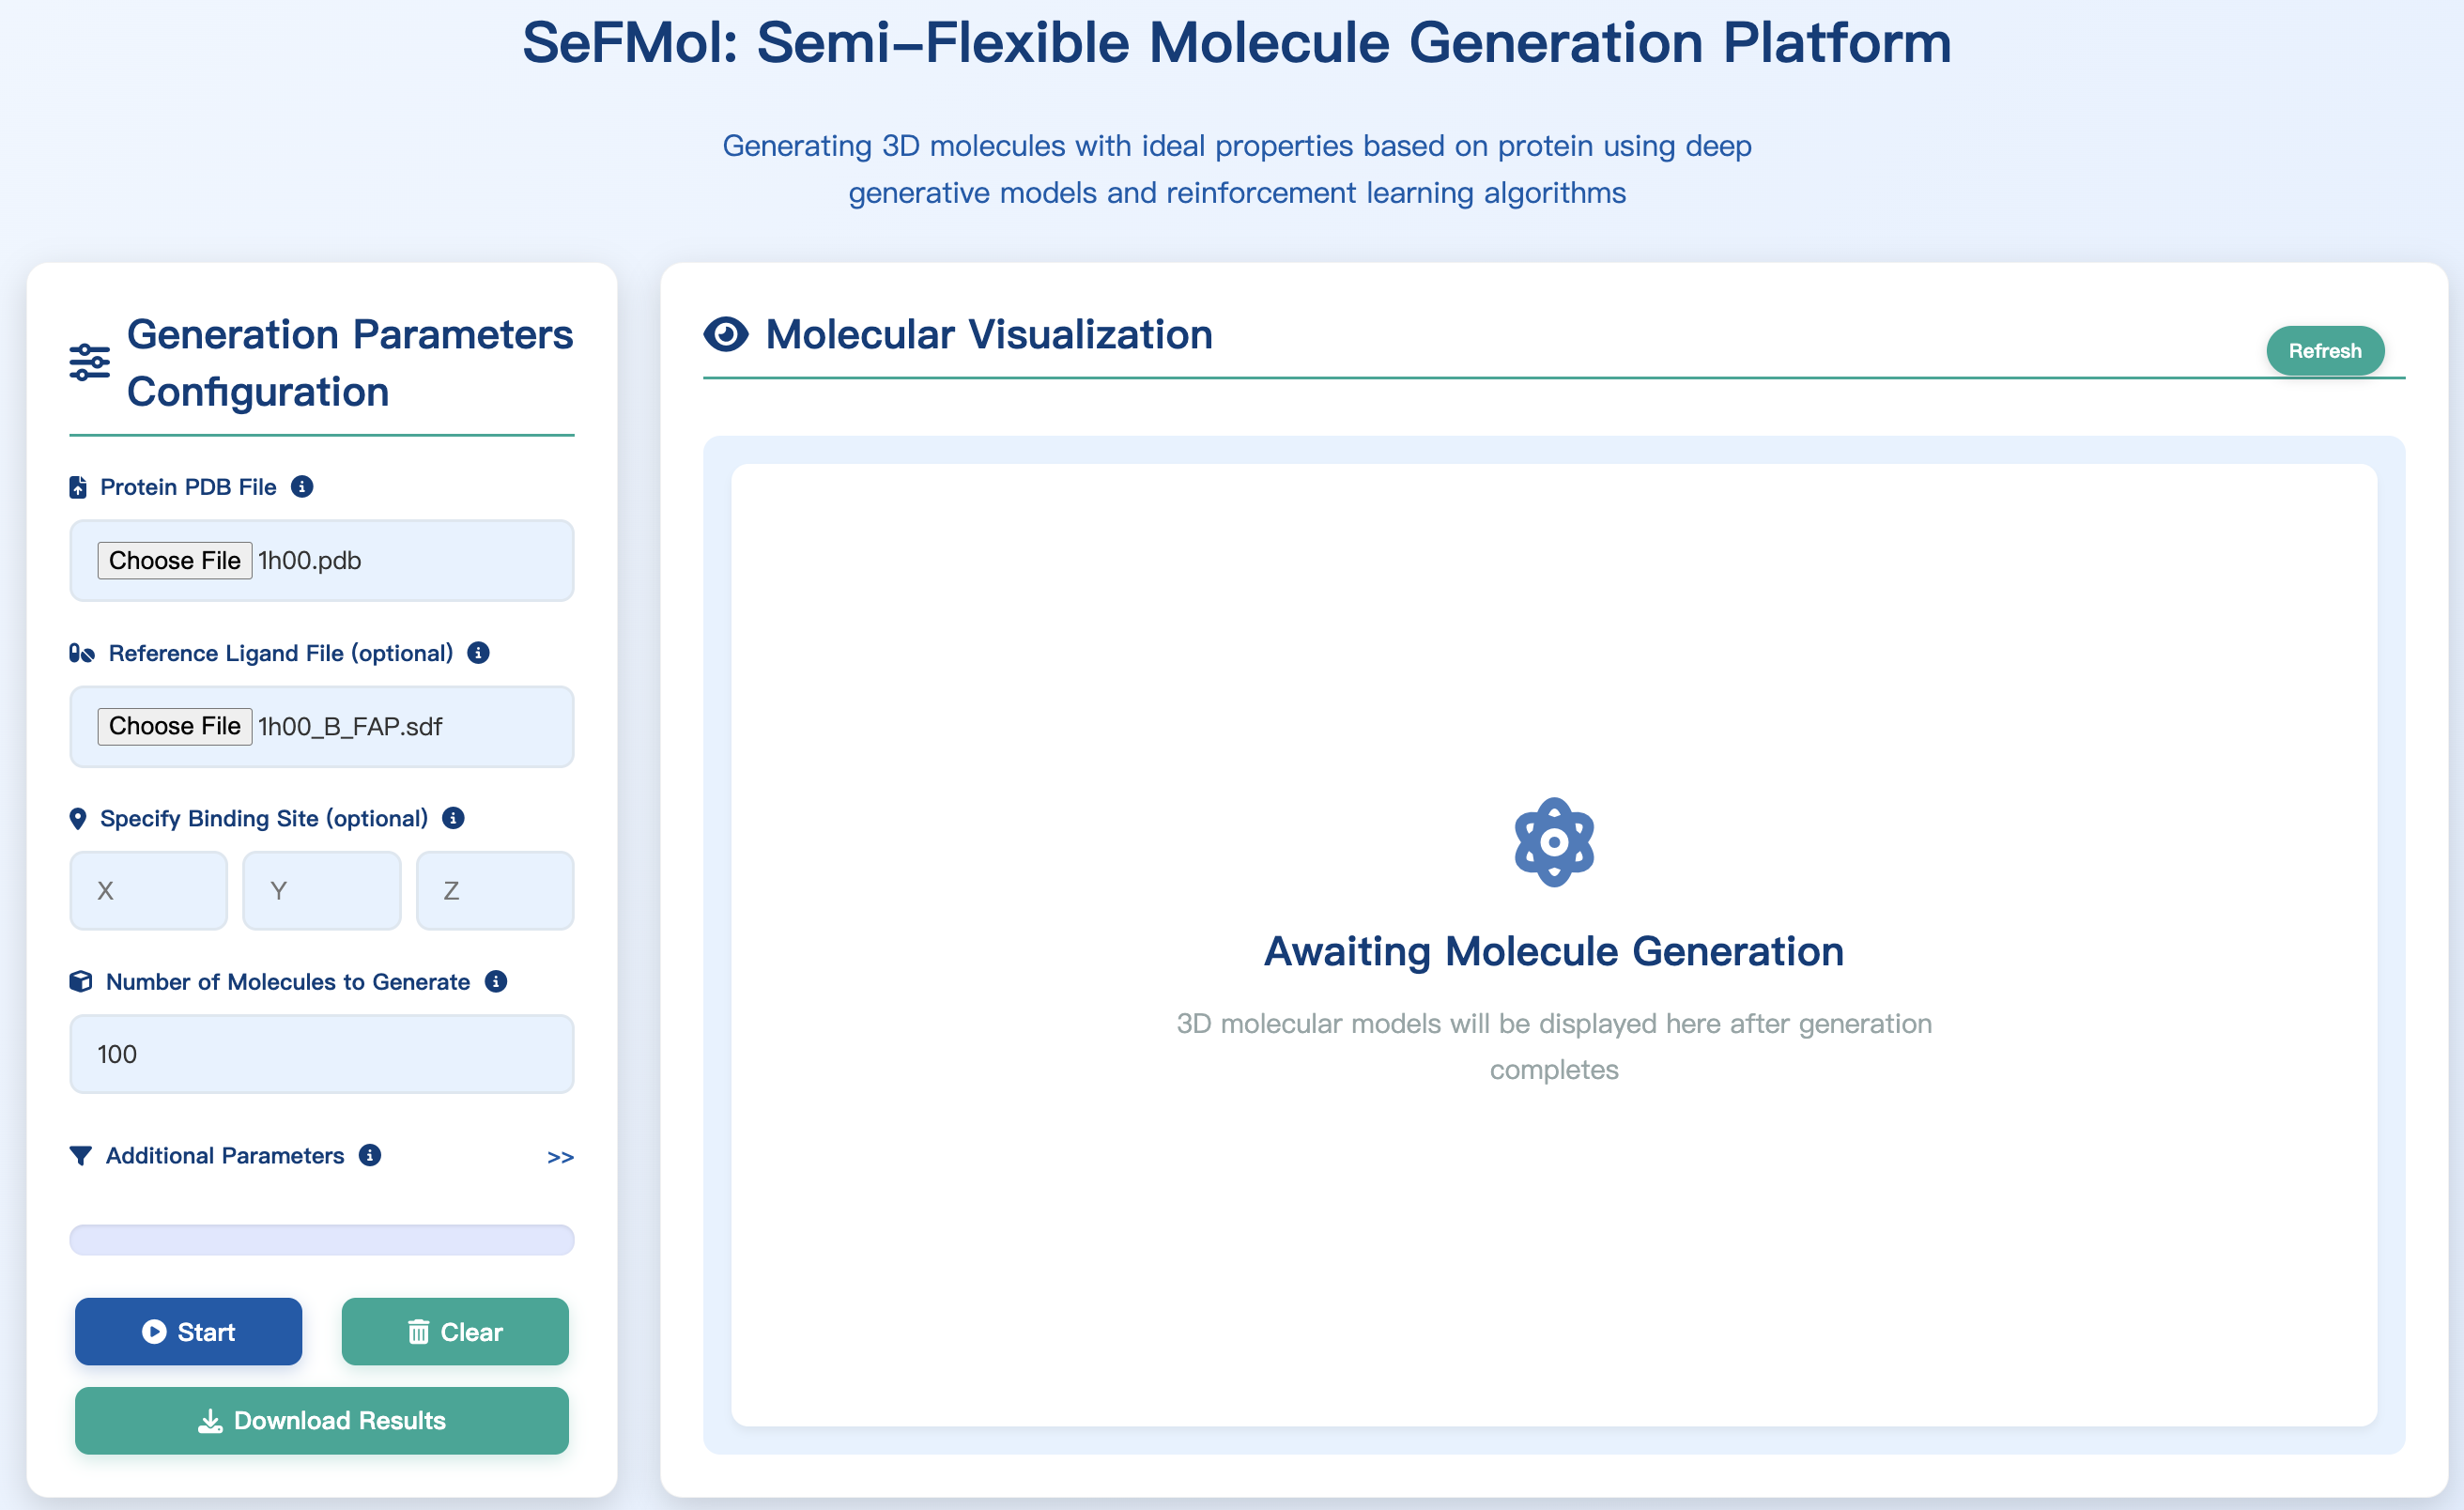 SeFMol: Semi–Flexible Molecule Generation Platform
Generating 3D molecules with ideal properties based on protein using deep
generative models and reinforcement learning algorithms
Generation Parameters
Configuration
Protein PDB File
Choose File 1h00.pdb
Reference Ligand File (optional)
Choose File 1h00_B_FAP.sdf
Specify Binding Site (optional)
X Y Z
Number of Molecules to Generate
100
Additional Parameters >>
Start Clear
Download Results
Molecular Visualization
Refresh
Awaiting Molecule Generation
3D molecular models will be displayed here after generation
completes